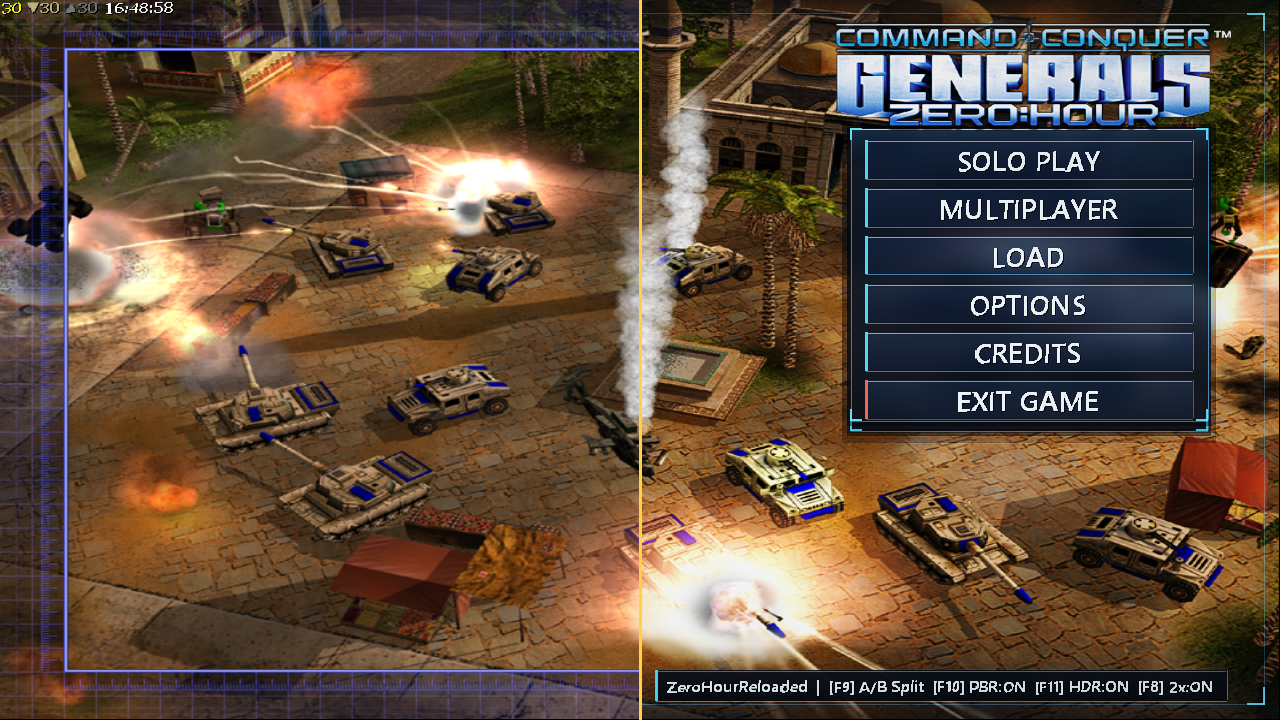 30 ▼30 ▲30 16:48:58
COMMAND & CONQUER™
GENERALS
ZERO:HOUR
SOLO PLAY
MULTIPLAYER
LOAD
OPTIONS
CREDITS
EXIT GAME
ZeroHourReloaded | [F9] A/B Split [F10] PBR:ON [F11] HDR:ON [F8] 2x:ON